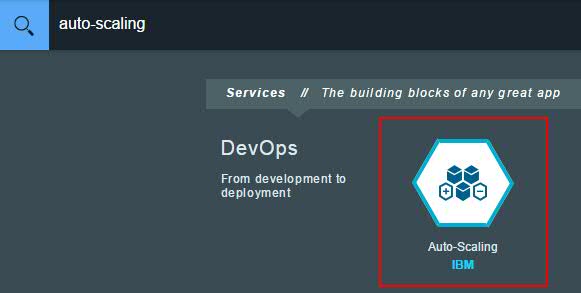 auto-scaling
Services // The building blocks of any great app
DevOps
From development to
deployment
Auto-Scaling
IBM